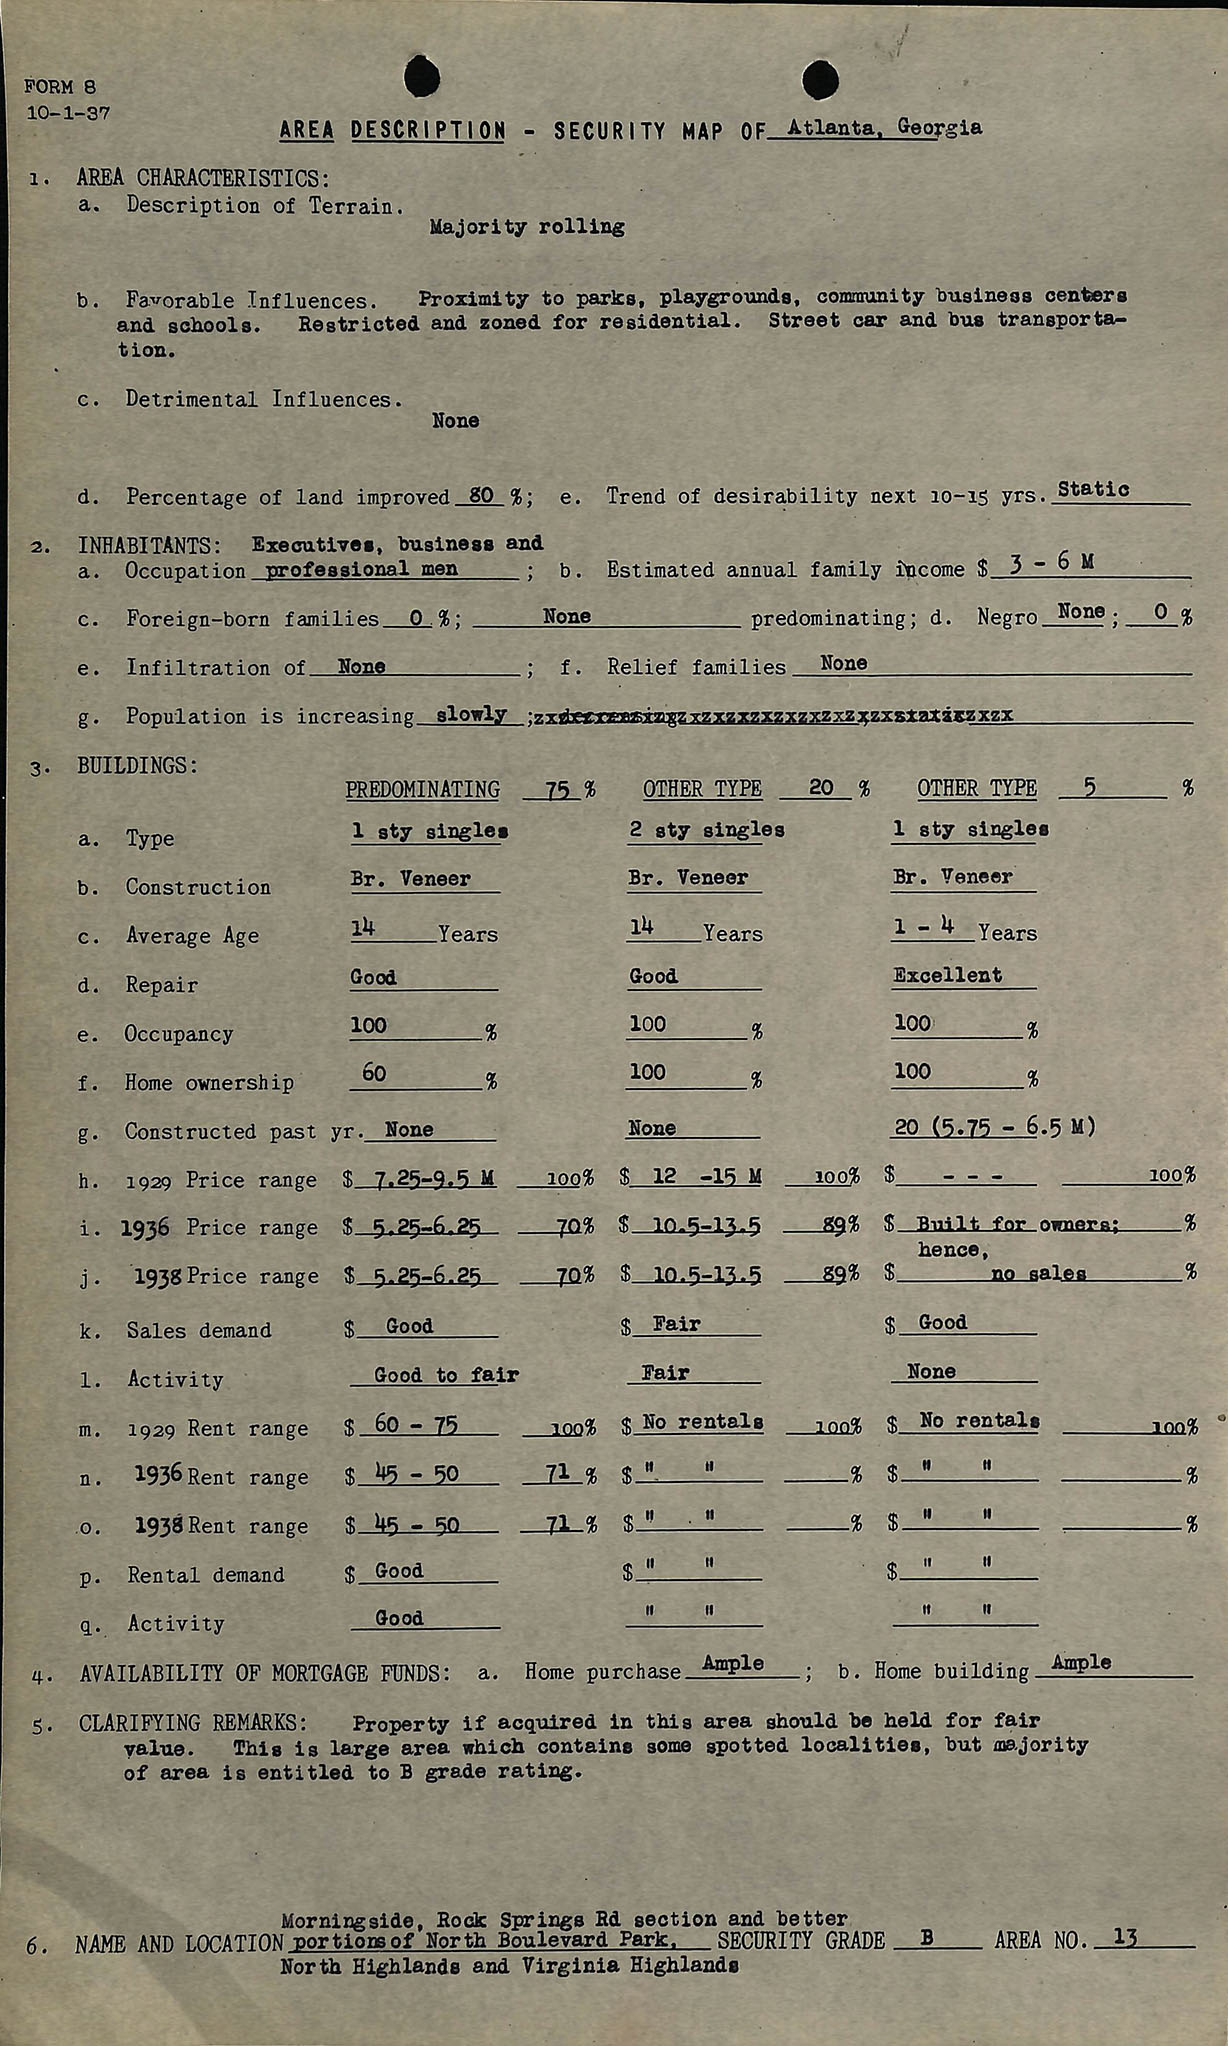 FORM 8
10-1-37
AREA DESCRIPTION - SECURITY MAP OF Atlanta, Georgia
1. AREA CHARACTERISTICS:
a. Description of Terrain.
Majority rolling
b. Favorable Influences. Proximity to parks, playgrounds, community business centers
and schools. Restricted and zoned for residential. Street car and bus transporta-
tion.
c. Detrimental Influences.
None
d. Percentage of land improved 80 %; e. Trend of desirability next 10-15 yrs. Static
2. INHABITANTS: Executives, business and
a. Occupation professional men ; b. Estimated annual family income $ 3 - 6 M
c. Foreign-born families 0 %; None predominating; d. Negro None ; 0 %
e. Infiltration of None ; f. Relief families None
g. Population is increasing slowly ;
3. BUILDINGS:
PREDOMINATING 75 % OTHER TYPE 20 % OTHER TYPE 5 %
a. Type 1 sty singles 2 sty singles 1 sty singles
b. Construction Br. Veneer Br. Veneer Br. Veneer
c. Average Age 14 Years 14 Years 1 - 4 Years
d. Repair Good Good Excellent
e. Occupancy 100 % 100 % 100 %
f. Home ownership 60 % 100 % 100 %
g. Constructed past yr. None None 20 (5.75 - 6.5 M)
h. 1929 Price range $ 7.25-9.5 M 100% $ 12 -15 M 100% $ - - - 100%
i. 1936 Price range $ 5.25-6.25 70% $ 10.5-13.5 89% $ Built for owners; %
hence,
j. 1938 Price range $ 5.25-6.25 70% $ 10.5-13.5 89% $ no sales %
k. Sales demand $ Good $ Fair $ Good
l. Activity Good to fair Fair None
m. 1929 Rent range $ 60 - 75 100% $ No rentals 100% $ No rentals 100%
n. 1936 Rent range $ 45 - 50 71 % $ " " % $ " " %
o. 1938 Rent range $ 45 - 50 71 % $ " " % $ " " %
p. Rental demand $ Good $ " " $ " "
q. Activity Good " " " "
4. AVAILABILITY OF MORTGAGE FUNDS: a. Home purchase Ample ; b. Home building Ample
5. CLARIFYING REMARKS: Property if acquired in this area should be held for fair
value. This is large area which contains some spotted localities, but majority
of area is entitled to B grade rating.
Morningside, Rock Springs Rd section and better
6. NAME AND LOCATION portions of North Boulevard Park, SECURITY GRADE B AREA NO. 13
North Highlands and Virginia Highlands